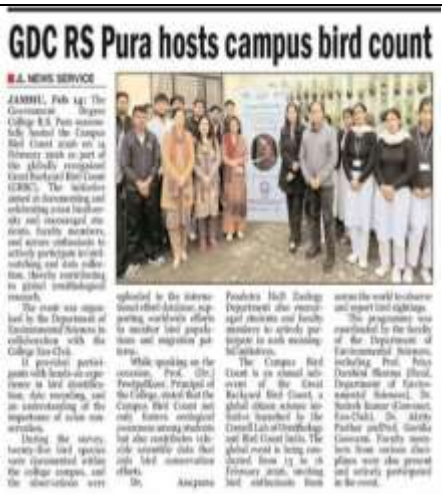 GDC RS Pura hosts campus bird count
JL NEWS SERVICE
JAMMU, Feb 14: The
Government Degree
College R.S. Pura success-
fully hosted the Campus
Bird Count 2026 on 14
February 2026 as part of
the globally recognised
Great Backyard Bird Count
(GBBC). The initiative
aimed at documenting and
celebrating avian biodiver-
sity and encouraged stu-
dents, faculty members,
and nature enthusiasts to
actively participate in bird-
watching and data collec-
tion, thereby contributing
to global ornithological
research.
The event was organ-
ised by the Department of
Environmental Sciences in
collaboration with the
College Eco-Club.
It provided partici-
pants with hands-on expe-
rience in bird identifica-
tion, data recording, and
an understanding of the
importance of avian con-
servation.
During the survey,
twenty-five bird species
were documented within
the college campus, and
the observations were
uploaded to the interna-
tional eBird database, sup-
porting worldwide efforts
to monitor bird popula-
tions and migration pat-
terns.
While speaking on the
occasion, Prof. (Dr.)
Principal of
the College, stated that the
Campus Bird Count not
only fosters ecological
awareness among students
but also contributes valu-
able scientific data that
aids bird conservation
efforts.
Dr. Anupama
HoD Zoology
Department also encour-
aged students and faculty
members to actively par-
ticipate in such meaning-
ful initiatives.
The Campus Bird
Count is an annual sub-
event of the Great
Backyard Bird Count, a
global citizen science ini-
tiative launched by the
Cornell Lab of Ornithology
and Bird Count India. The
global event is being con-
ducted from 13 to 16
February 2026, inviting
bird enthusiasts from
across the world to observe
and report bird sightings.
The programme was
coordinated by the faculty
of the Department of
Environmental Sciences,
including Prof. Priya
Sharma (Head,
Department of Environ-
mental Sciences), Dr.
Kumar (Convener,
Eco-Club), Dr.
and Prof.
Faculty mem-
bers from various disci-
plines were also present
and actively participated
in the event.